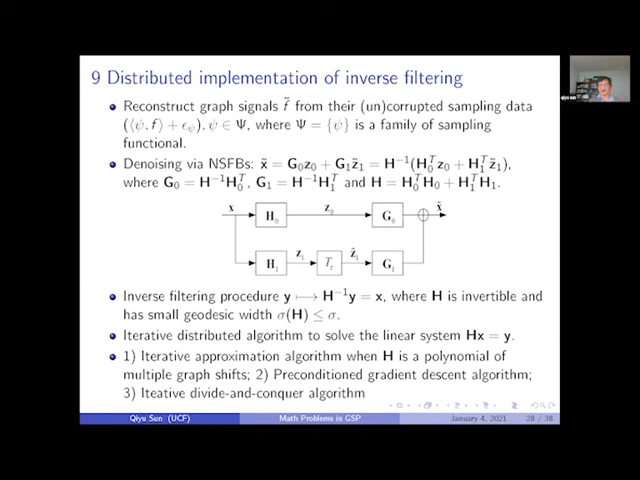 9 Distributed implementation of inverse filtering
Reconstruct graph signals f̃ from their (un)corrupted sampling data
(⟨ψ, f⟩ + ϵ_ψ), ψ ∈ Ψ, where Ψ = {ψ} is a family of sampling
functional.
Denoising via NSFBs: x̃ = G₀z₀ + G₁z̃₁ = H⁻¹(H₀ᵀz₀ + H₁ᵀz̃₁),
where G₀ = H⁻¹H₀ᵀ, G₁ = H⁻¹H₁ᵀ and H = H₀ᵀH₀ + H₁ᵀH₁.
x H₀ z₀ G₀ x̃
H₁ z₁ T_τ z̃₁ G₁
Inverse filtering procedure y ⟼ H⁻¹y = x, where H is invertible and
has small geodesic width σ(H) ≤ σ.
Iterative distributed algorithm to solve the linear system Hx = y.
1) Iterative approximation algorithm when H is a polynomial of
multiple graph shifts; 2) Preconditioned gradient descent algorithm;
3) Iteative divide-and-conquer algorithm
Qiyu Sun (UCF) Math Problems in GSP January 4, 2021 28 / 38
qiyu sun